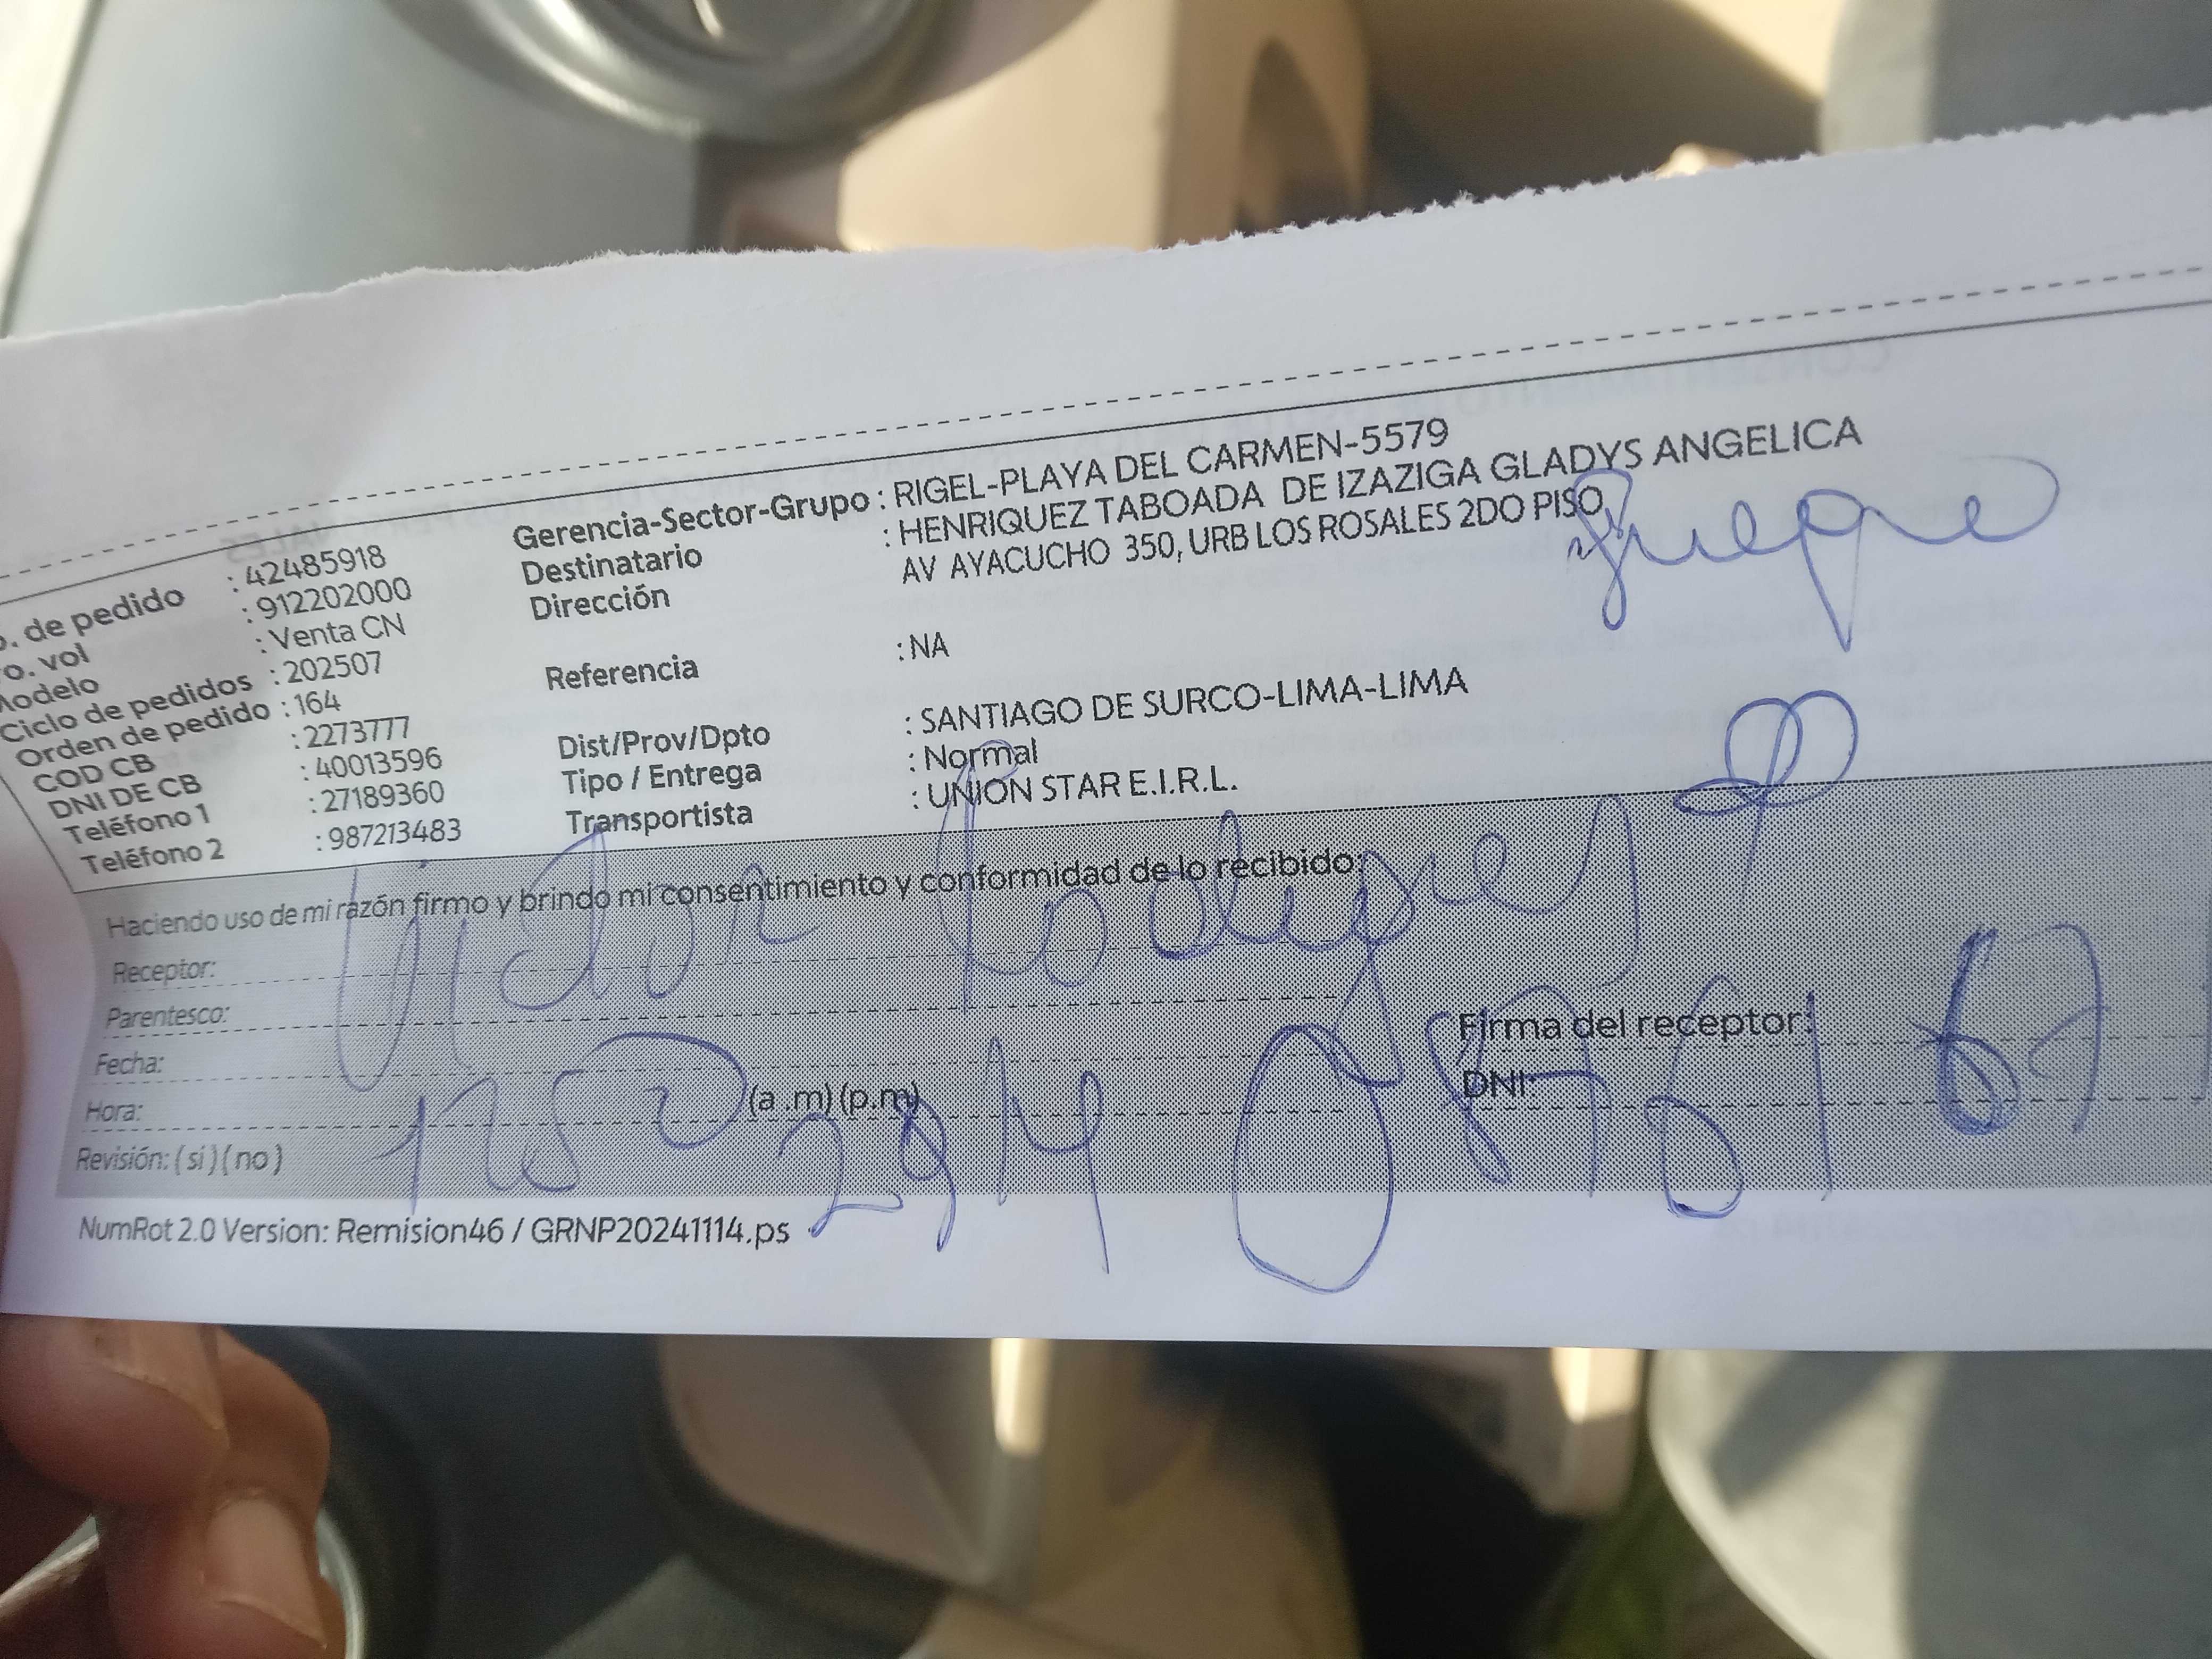 . de pedido : 42485918
o. vol : 912202000
Modelo : Venta CN
Ciclo de pedidos : 202507
Orden de pedido : 164
COD CB : 2273777
DNI DE CB : 40013596
Teléfono 1 : 27189360
Teléfono 2 : 987213483
Gerencia-Sector-Grupo : RIGEL-PLAYA DEL CARMEN-5579
Destinatario : HENRIQUEZ TABOADA DE IZAZIGA GLADYS ANGELICA
Dirección AV AYACUCHO 350, URB LOS ROSALES 2DO PISO
Referencia : NA
Dist/Prov/Dpto : SANTIAGO DE SURCO-LIMA-LIMA
Tipo / Entrega : Normal
Transportista : UNION STAR E.I.R.L.
Haciendo uso de mi razón firmo y brindo mi consentimiento y conformidad de lo recibido:
Receptor:
Parentesco:
Fecha:
Hora: (a .m) (p.m)
Revisión: ( si ) ( no )
Firma del receptor:
DNI:
NumRot 2.0 Version: Remision46 / GRNP20241114.ps